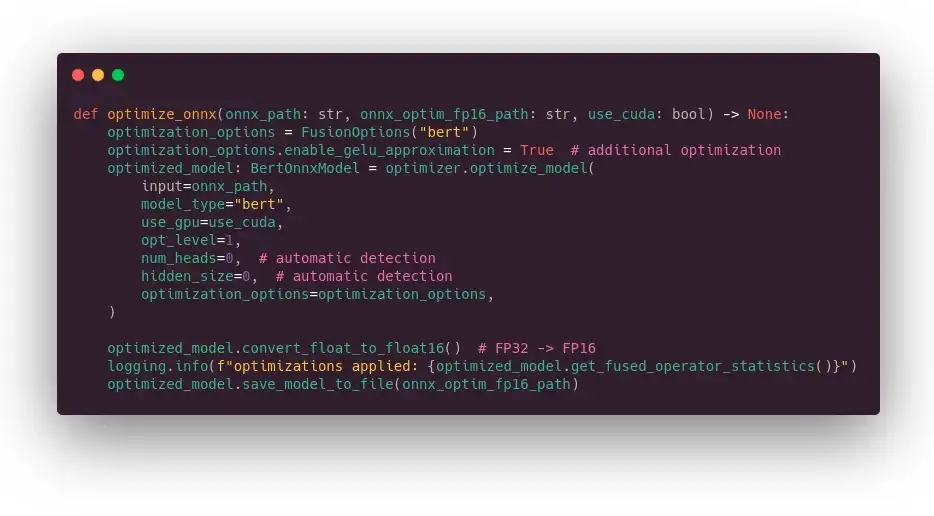 def optimize_onnx(onnx_path: str, onnx_optim_fp16_path: str, use_cuda: bool) -> None:
    optimization_options = FusionOptions("bert")
    optimization_options.enable_gelu_approximation = True  # additional optimization
    optimized_model: BertOnnxModel = optimizer.optimize_model(
        input=onnx_path,
        model_type="bert",
        use_gpu=use_cuda,
        opt_level=1,
        num_heads=0,  # automatic detection
        hidden_size=0,  # automatic detection
        optimization_options=optimization_options,
    )

    optimized_model.convert_float_to_float16()  # FP32 -> FP16
    logging.info(f"optimizations applied: {optimized_model.get_fused_operator_statistics()}")
    optimized_model.save_model_to_file(onnx_optim_fp16_path)